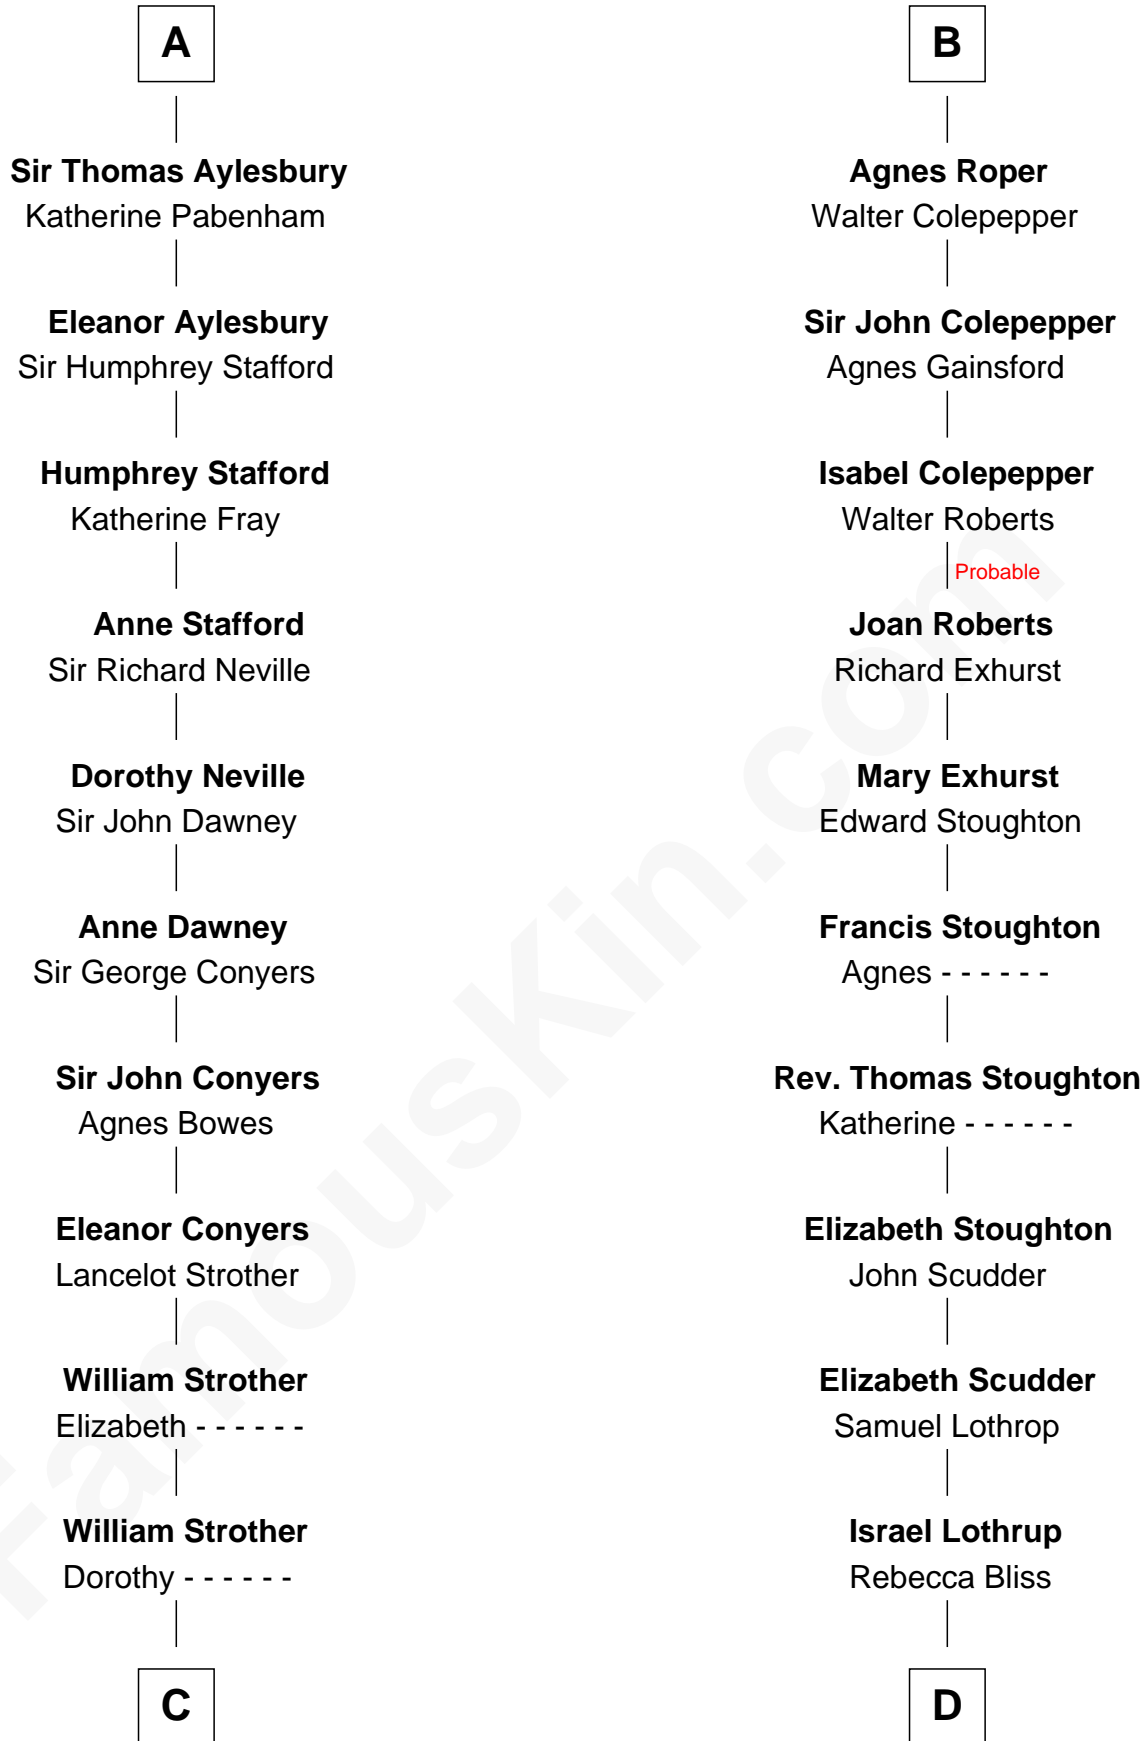 A
Sir Thomas Aylesbury
Katherine Pabenham
Eleanor Aylesbury
Sir Humphrey Stafford
Humphrey Stafford
Katherine Fray
Anne Stafford
Sir Richard Neville
Dorothy Neville
Sir John Dawney
Anne Dawney
Sir George Conyers
Sir John Conyers
Agnes Bowes
Eleanor Conyers
Lancelot Strother
William Strother
Elizabeth - - - - - -
William Strother
Dorothy - - - - - -
C
B
Agnes Roper
Walter Colepepper
Sir John Colepepper
Agnes Gainsford
Isabel Colepepper
Walter Roberts
Probable
Joan Roberts
Richard Exhurst
Mary Exhurst
Edward Stoughton
Francis Stoughton
Agnes - - - - - -
Rev. Thomas Stoughton
Katherine - - - - - -
Elizabeth Stoughton
John Scudder
Elizabeth Scudder
Samuel Lothrop
Israel Lothrup
Rebecca Bliss
D
FamousKin.com